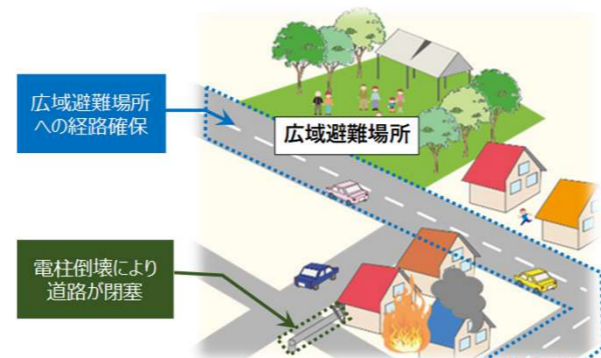 広域避難場所
への経路確保
広域避難場所
電柱倒壊により
道路が閉塞